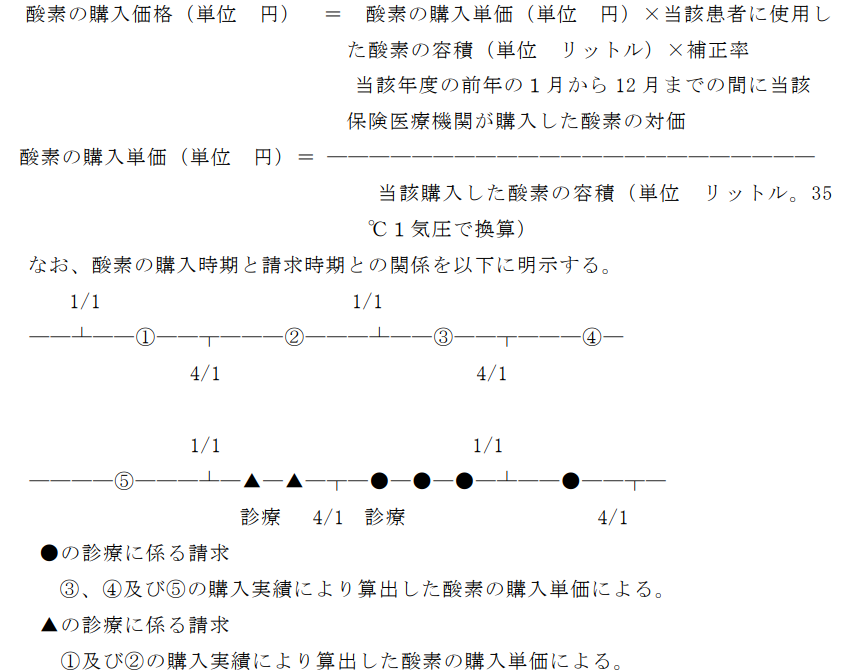 酸素の購入価格（単位　円）　＝　酸素の購入単価（単位　円）×当該患者に使用し
た酸素の容積（単位　リットル）×補正率
当該年度の前年の１月から 12 月までの間に当該
保険医療機関が購入した酸素の対価
酸素の購入単価（単位　円）＝ ―――――――――――――――――――――――
当該購入した酸素の容積（単位　リットル。35
℃１気圧で換算）
なお、酸素の購入時期と請求時期との関係を以下に明示する。
1/1　1/1
―――┴――①――┬―――②―――┴――③――┬―――④―
4/1　4/1
1/1　1/1
――――⑤―――┴―▲―▲―┬―●―●―●―┴――●――┬―
診療　4/1　診療　4/1
●の診療に係る請求
③、④及び⑤の購入実績により算出した酸素の購入単価による。
▲の診療に係る請求
①及び②の購入実績により算出した酸素の購入単価による。